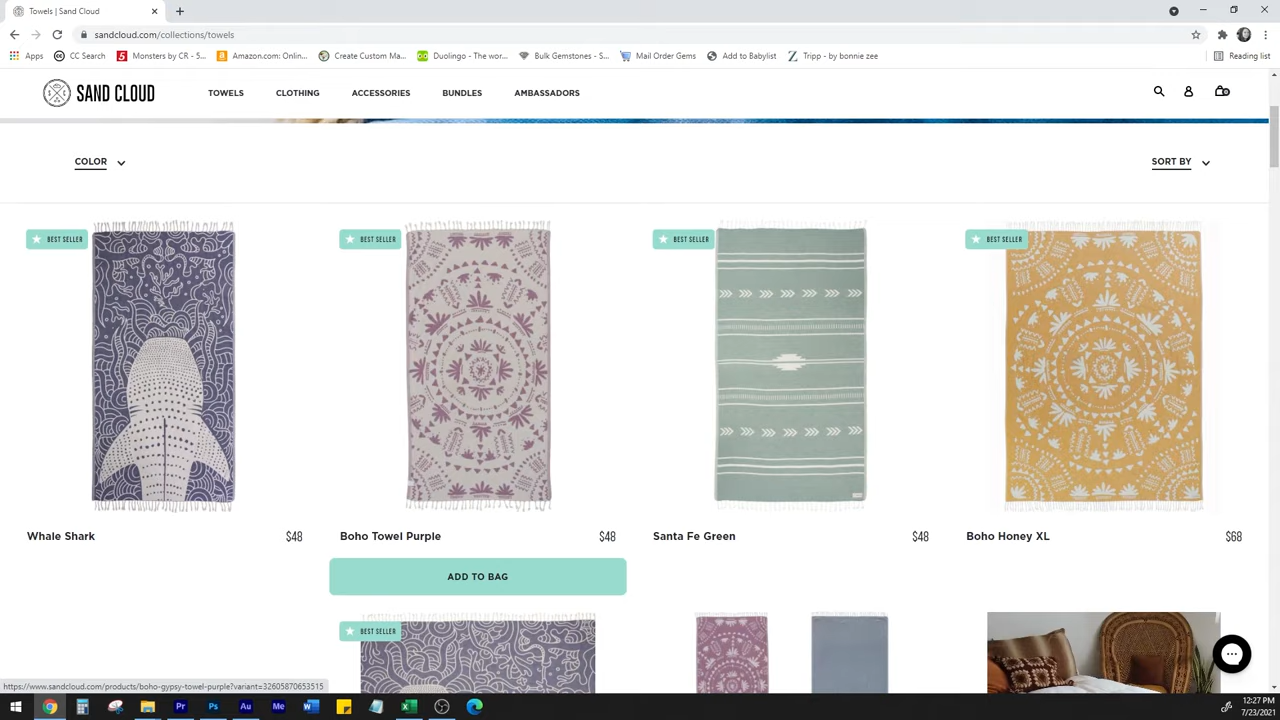 Towels | Sand Cloud
sandcloud.com/collections/towels
Apps
CC Search
Monsters by CR - 5...
Amazon.com: Onlin...
Create Custom Ma...
Duolingo - The wor...
Bulk Gemstones - S...
Mail Order Gems
Add to Babylist
Tripp - by bonnie zee
Reading list
SAND CLOUD
TOWELS
CLOTHING
ACCESSORIES
BUNDLES
AMBASSADORS
COLOR
SORT BY
BEST SELLER
BEST SELLER
BEST SELLER
BEST SELLER
Whale Shark
$48
Boho Towel Purple
$48
Santa Fe Green
$48
Boho Honey XL
$68
ADD TO BAG
BEST SELLER
https://www.sandcloud.com/products/boho-gypsy-towel-purple?variant=32605870653515
12:27 PM
7/23/2021